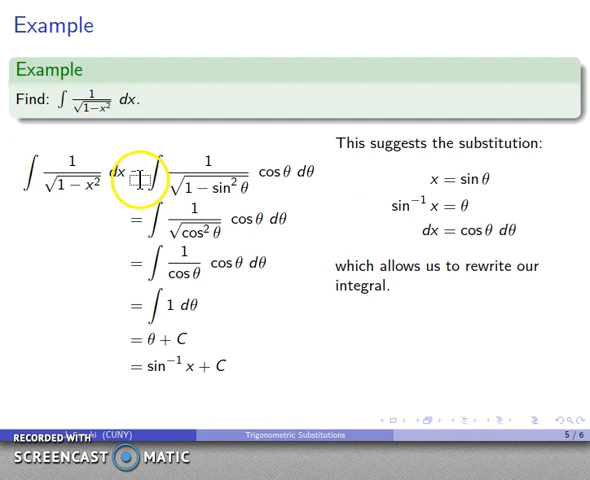 Example
Example
Find: ∫ 1/√(1−x²) dx.
This suggests the substitution:
∫ 1/√(1 − x²) dx = ∫ 1/√(1 − sin² θ) cos θ dθ
= ∫ 1/√(cos² θ) cos θ dθ
= ∫ 1/cos θ cos θ dθ
= ∫ 1 dθ
= θ + C
= sin⁻¹ x + C
x = sin θ
sin⁻¹ x = θ
dx = cos θ dθ
which allows us to rewrite our
integral.
(CUNY)
Trigonometric Substitutions
5 / 6
RECORDED WITH
SCREENCAST MATIC